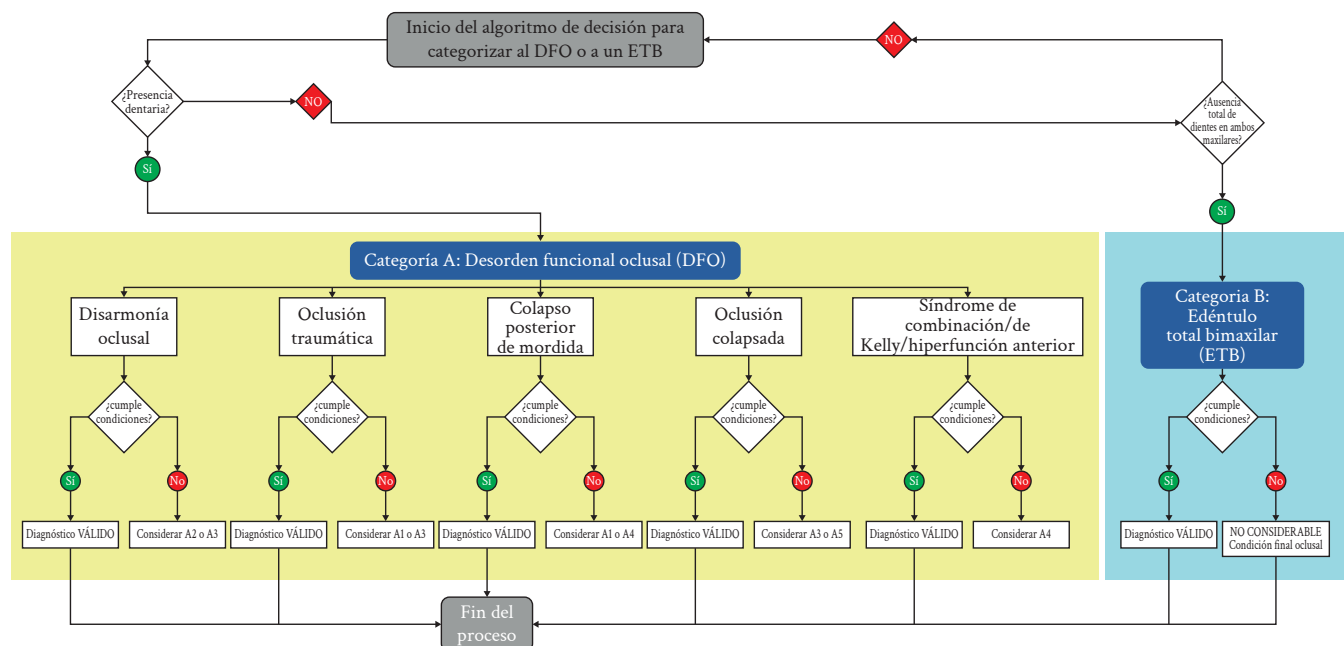 Inicio del algoritmo de decisión para
categorizar al DFO o a un ETB
NO
¿Presencia
dentaria?
NO
¿Ausencia
total de
dientes en ambos
maxilares?
Sí
Sí
Categoría A: Desorden funcional oclusal (DFO)
Disarmonía
oclusal
Oclusión
traumática
Colapso
posterior
de mordida
Oclusión
colapsada
Síndrome de
combinación/de
Kelly/hiperfunción anterior
Categoria B:
Edéntulo
total bimaxilar
(ETB)
¿cumple
condiciones?
¿cumple
condiciones?
¿cumple
condiciones?
¿cumple
condiciones?
¿cumple
condiciones?
¿cumple
condiciones?
Sí
No
Sí
No
Sí
No
Sí
No
Sí
No
Sí
No
Diagnóstico VÁLIDO
Considerar A2 o A3
Diagnóstico VÁLIDO
Considerar A1 o A3
Diagnóstico VÁLIDO
Considerar A1 o A4
Diagnóstico VÁLIDO
Considerar A3 o A5
Diagnóstico VÁLIDO
Considerar A4
Diagnóstico VÁLIDO
NO CONSIDERABLE
Condición final oclusal
Fin del
proceso